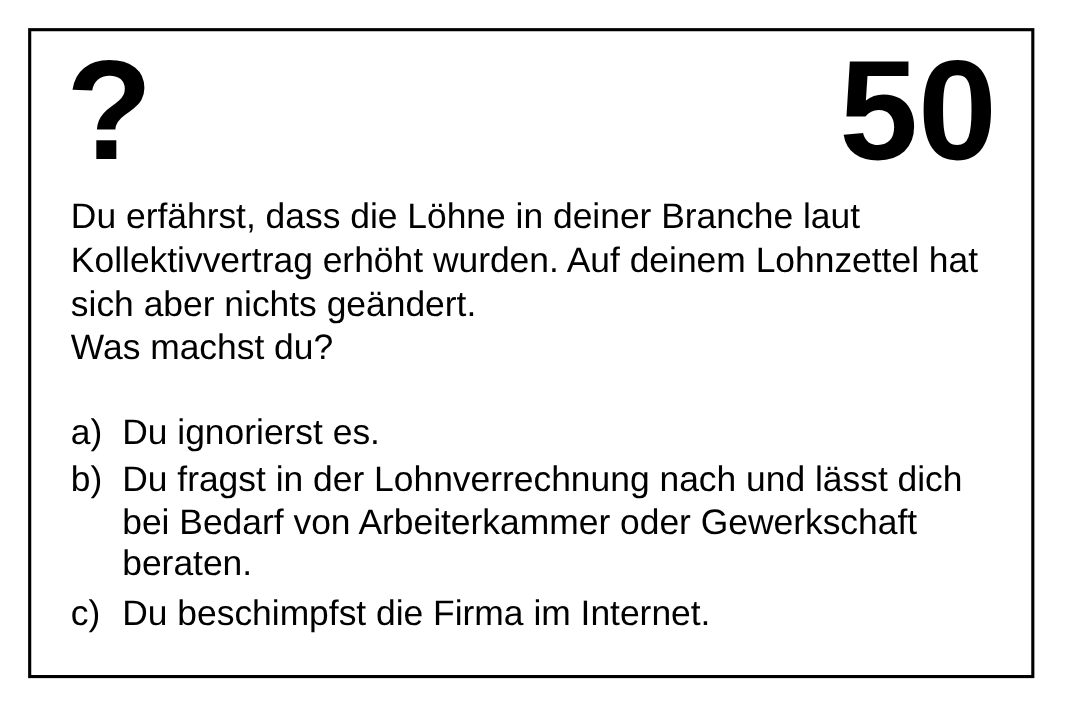 ? 50
Du erfährst, dass die Löhne in deiner Branche laut
Kollektivvertrag erhöht wurden. Auf deinem Lohnzettel hat
sich aber nichts geändert.
Was machst du?
a) Du ignorierst es.
b) Du fragst in der Lohnverrechnung nach und lässt dich
bei Bedarf von Arbeiterkammer oder Gewerkschaft
beraten.
c) Du beschimpfst die Firma im Internet.